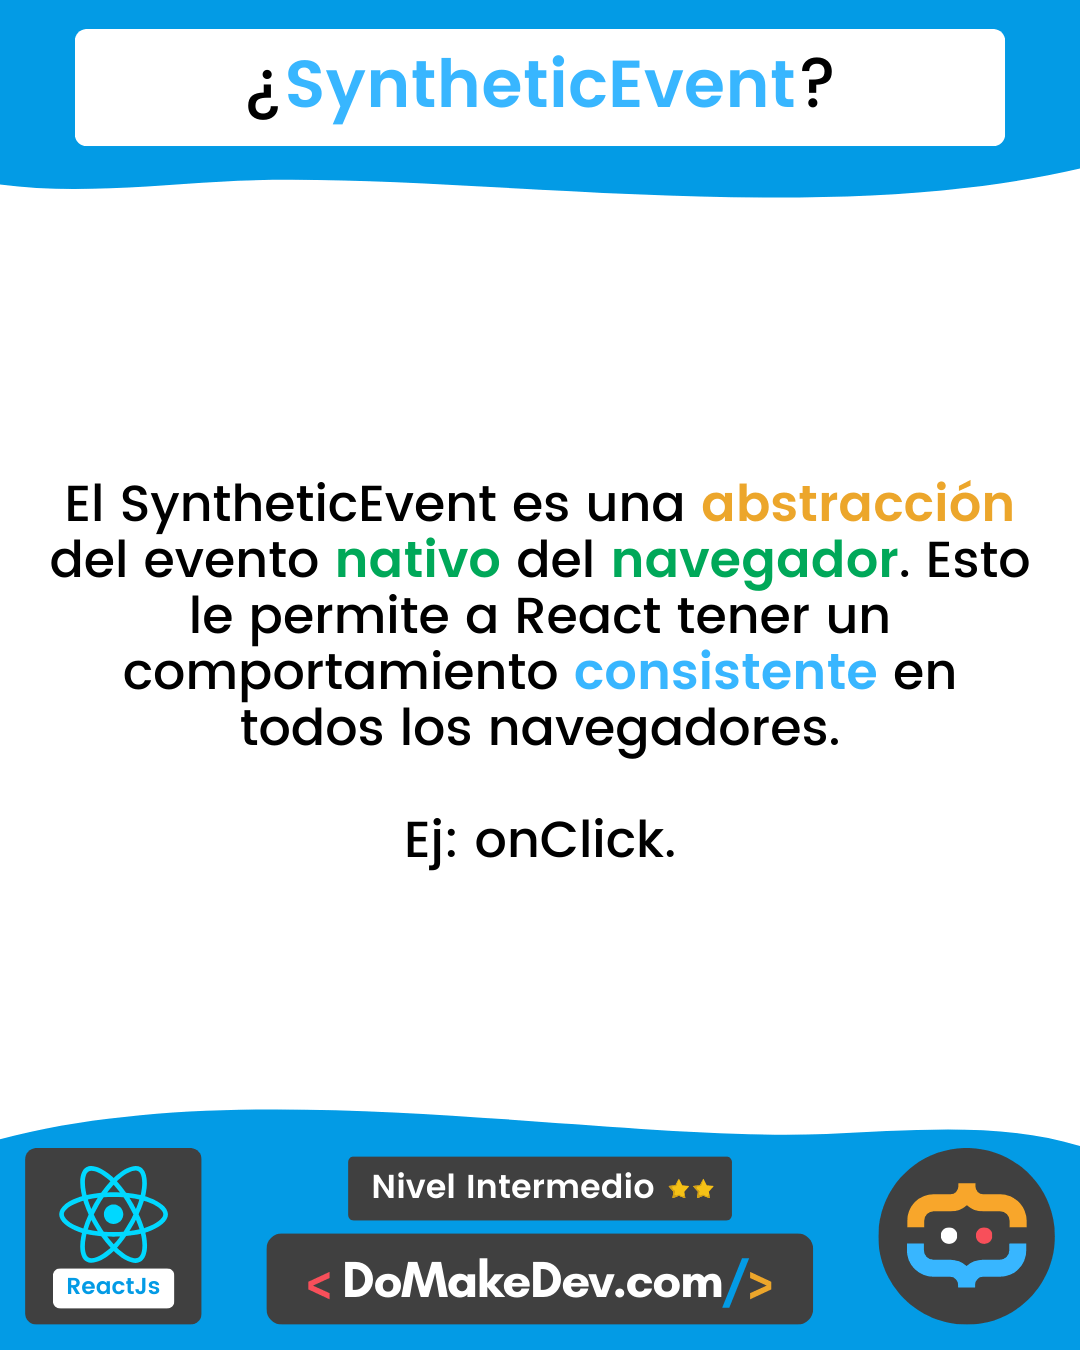 ¿SyntheticEvent?
El SyntheticEvent es una abstracción
del evento nativo del navegador. Esto
le permite a React tener un
comportamiento consistente en
todos los navegadores.
Ej: onClick.
Nivel Intermedio
ReactJs
< DoMakeDev.com/>